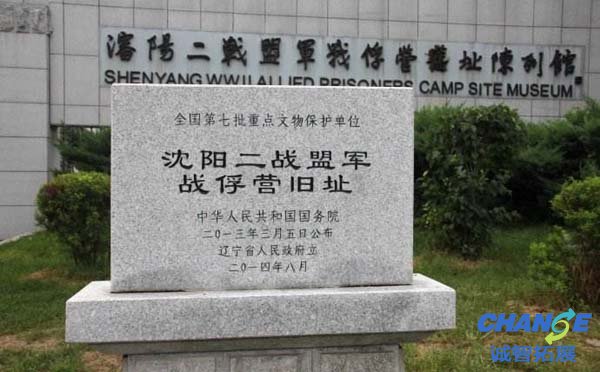 瀋陽二戰盟軍戰俘營舊址陳列館
SHENYANG WWII ALLIED PRISONERS CAMP SITE MUSEUM
全国第七批重点文物保护单位
沈阳二战盟军
战俘营旧址
中华人民共和国国务院
二〇一三年三月五日公布
辽宁省人民政府立
二〇一四年八月
CHANGE
诚智拓展